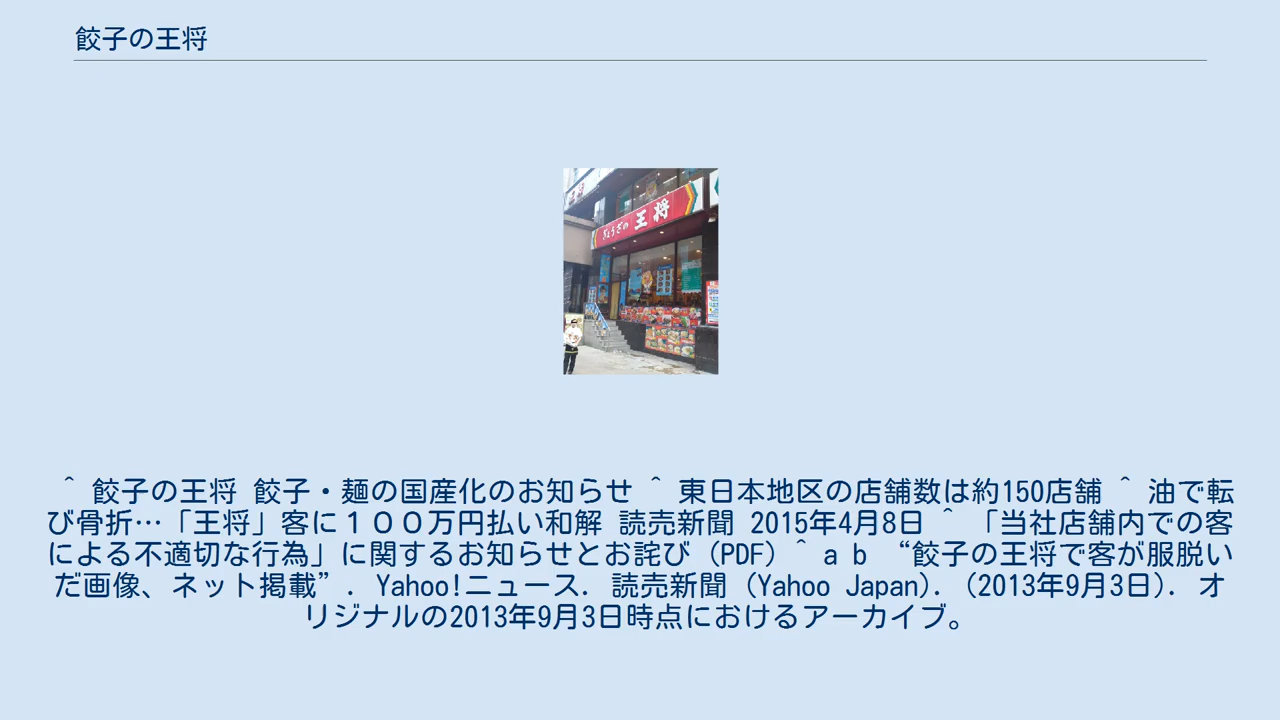 餃子の王将
ぎょうざの 王将
^ 餃子の王将 餃子・麺の国産化のお知らせ ^ 東日本地区の店舗数は約150店舗 ^ 油で転
び骨折…「王将」客に１００万円払い和解 読売新聞 2015年4月8日 ^ 「当社店舗内での客
による不適切な行為」に関するお知らせとお詫び（PDF）^ a b “餃子の王将で客が服脱い
だ画像、ネット掲載”. Yahoo!ニュース. 読売新聞 (Yahoo Japan). (2013年9月3日). オ
リジナルの2013年9月3日時点におけるアーカイブ。